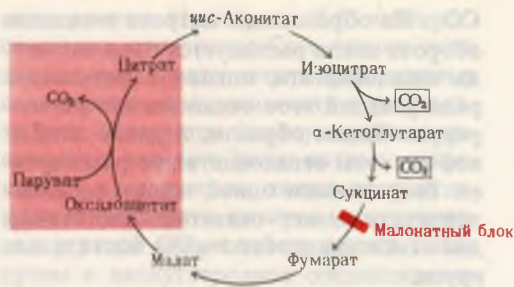 цис-Аконитат
Цитрат
Изоцитрат
CO₂
CO₂
α-Кетоглутарат
Пируват
CO₂
Сукцинат
Оксалоацетат
Малонатный блок
Малат
Фумарат